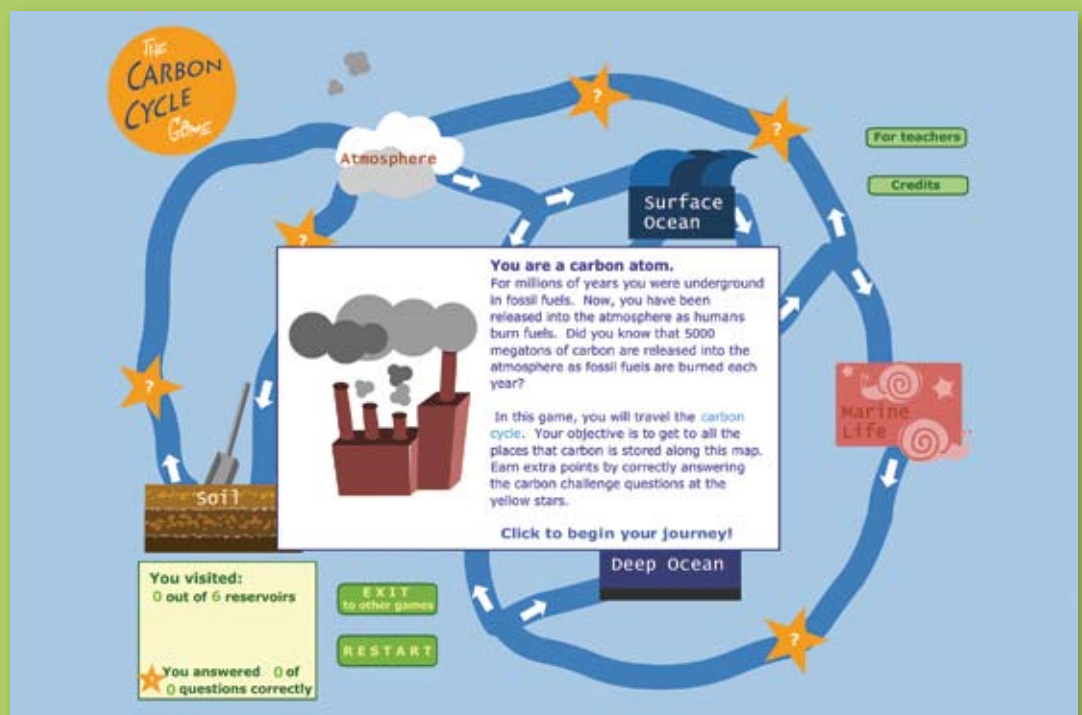 THE
CARBON
CYCLE
GAME
Atmosphere
?
?
For teachers
Credits
Surface
Ocean
?
You are a carbon atom.
For millions of years you were underground
in fossil fuels. Now, you have been
released into the atmosphere as humans
burn fuels. Did you know that 5000
megatons of carbon are released into the
atmosphere as fossil fuels are burned each
year?
In this game, you will travel the carbon
cycle. Your objective is to get to all the
places that carbon is stored along this map.
Earn extra points by correctly answering
the carbon challenge questions at the
yellow stars.
Click to begin your journey!
?
Marine
Life
Soil
Deep Ocean
You visited:
0 out of 6 reservoirs
EXIT
to other games
RESTART
?
You answered 0 of
0 questions correctly